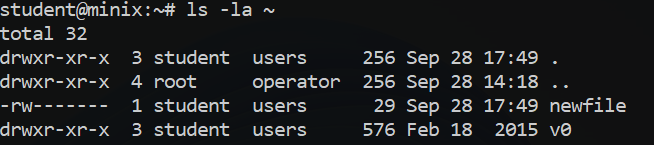 student@minix:~# ls -la ~
total 32
drwxr-xr-x  3 student  users     256 Sep 28 17:49 .
drwxr-xr-x  4 root     operator  256 Sep 28 14:18 ..
-rw-------  1 student  users      29 Sep 28 17:49 newfile
drwxr-xr-x  3 student  users     576 Feb 18  2015 v0